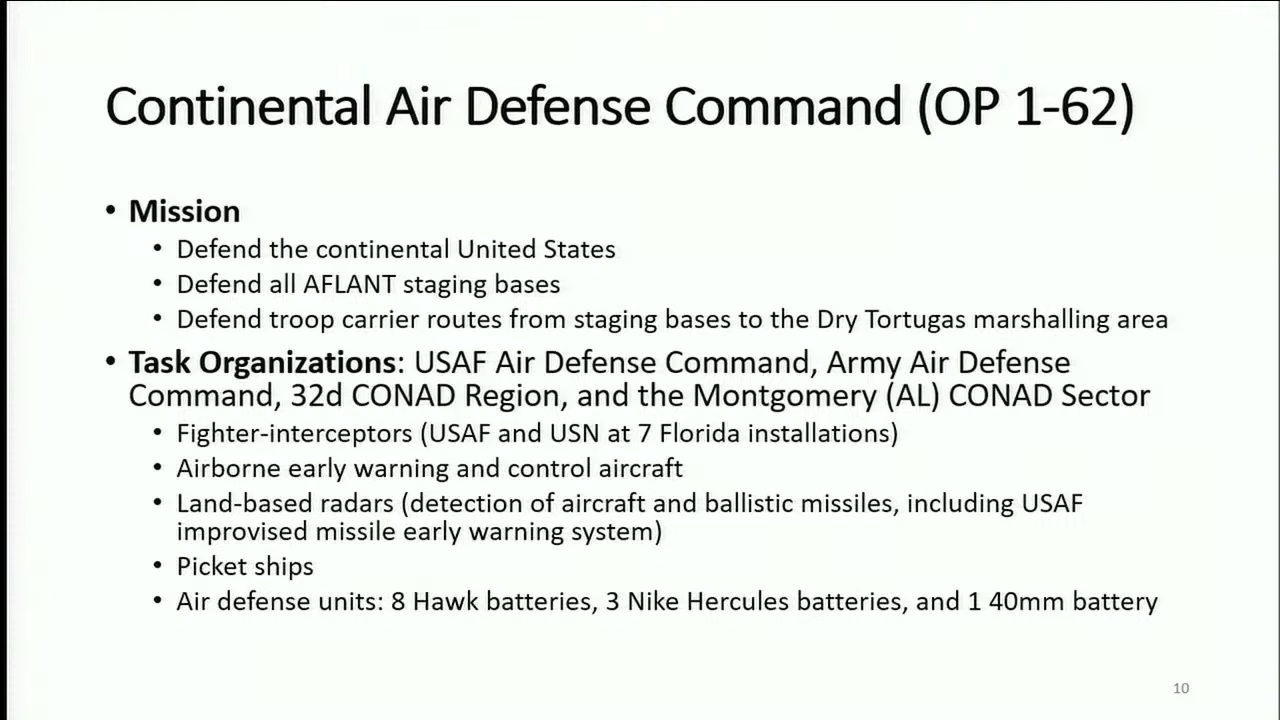 Continental Air Defense Command (OP 1-62)
• Mission
• Defend the continental United States
• Defend all AFLANT staging bases
• Defend troop carrier routes from staging bases to the Dry Tortugas marshalling area
• Task Organizations: USAF Air Defense Command, Army Air Defense
Command, 32d CONAD Region, and the Montgomery (AL) CONAD Sector
• Fighter-interceptors (USAF and USN at 7 Florida installations)
• Airborne early warning and control aircraft
• Land-based radars (detection of aircraft and ballistic missiles, including USAF
improvised missile early warning system)
• Picket ships
• Air defense units: 8 Hawk batteries, 3 Nike Hercules batteries, and 1 40mm battery
10